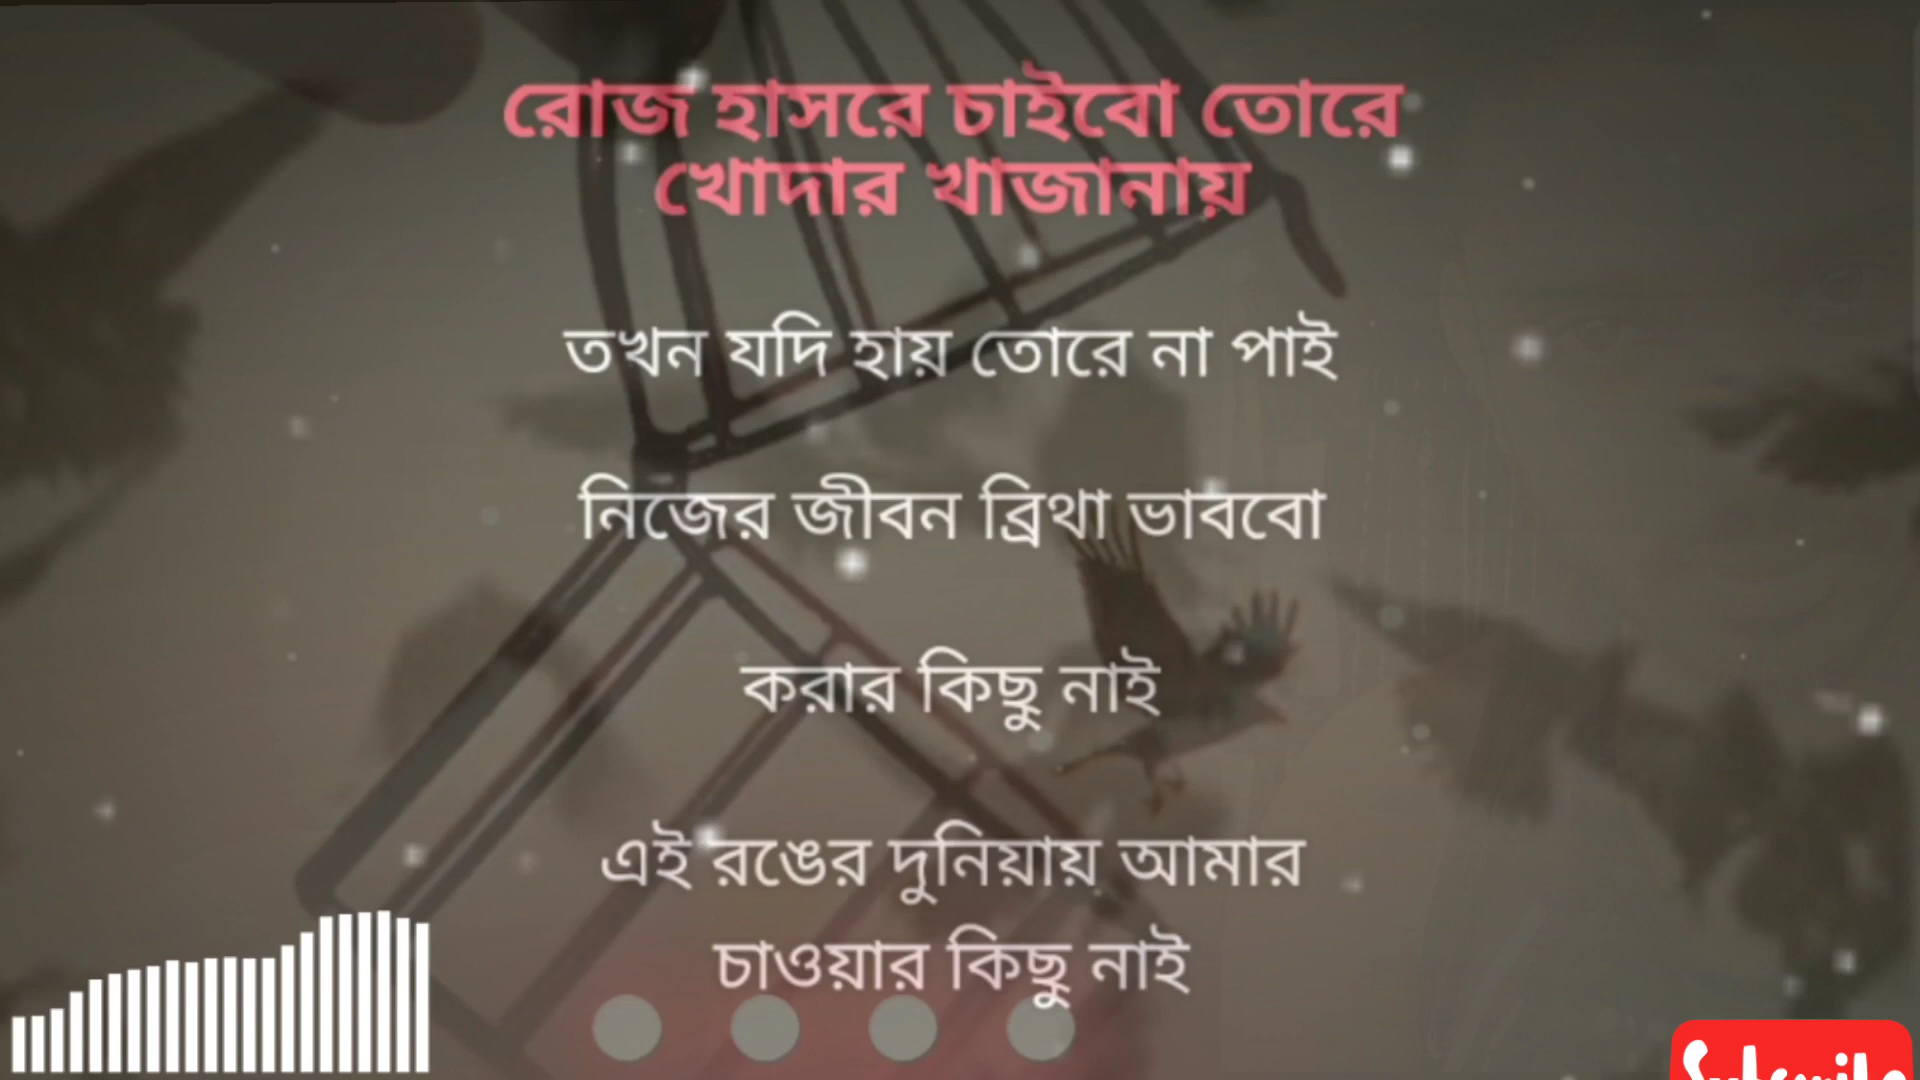 রোজ হাসরে চাইবো তোরে
খোদার খাজানায়
তখন যদি হায় তোরে না পাই
নিজের জীবন ব্রিথা ভাববো
করার কিছু নাই
এই রঙের দুনিয়ায় আমার
চাওয়ার কিছু নাই